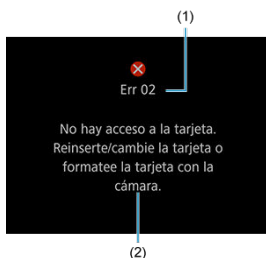 (1)
Err 02
No hay acceso a la tarjeta.
Reinserte/cambie la tarjeta o
formatee la tarjeta con la
cámara.
(2)